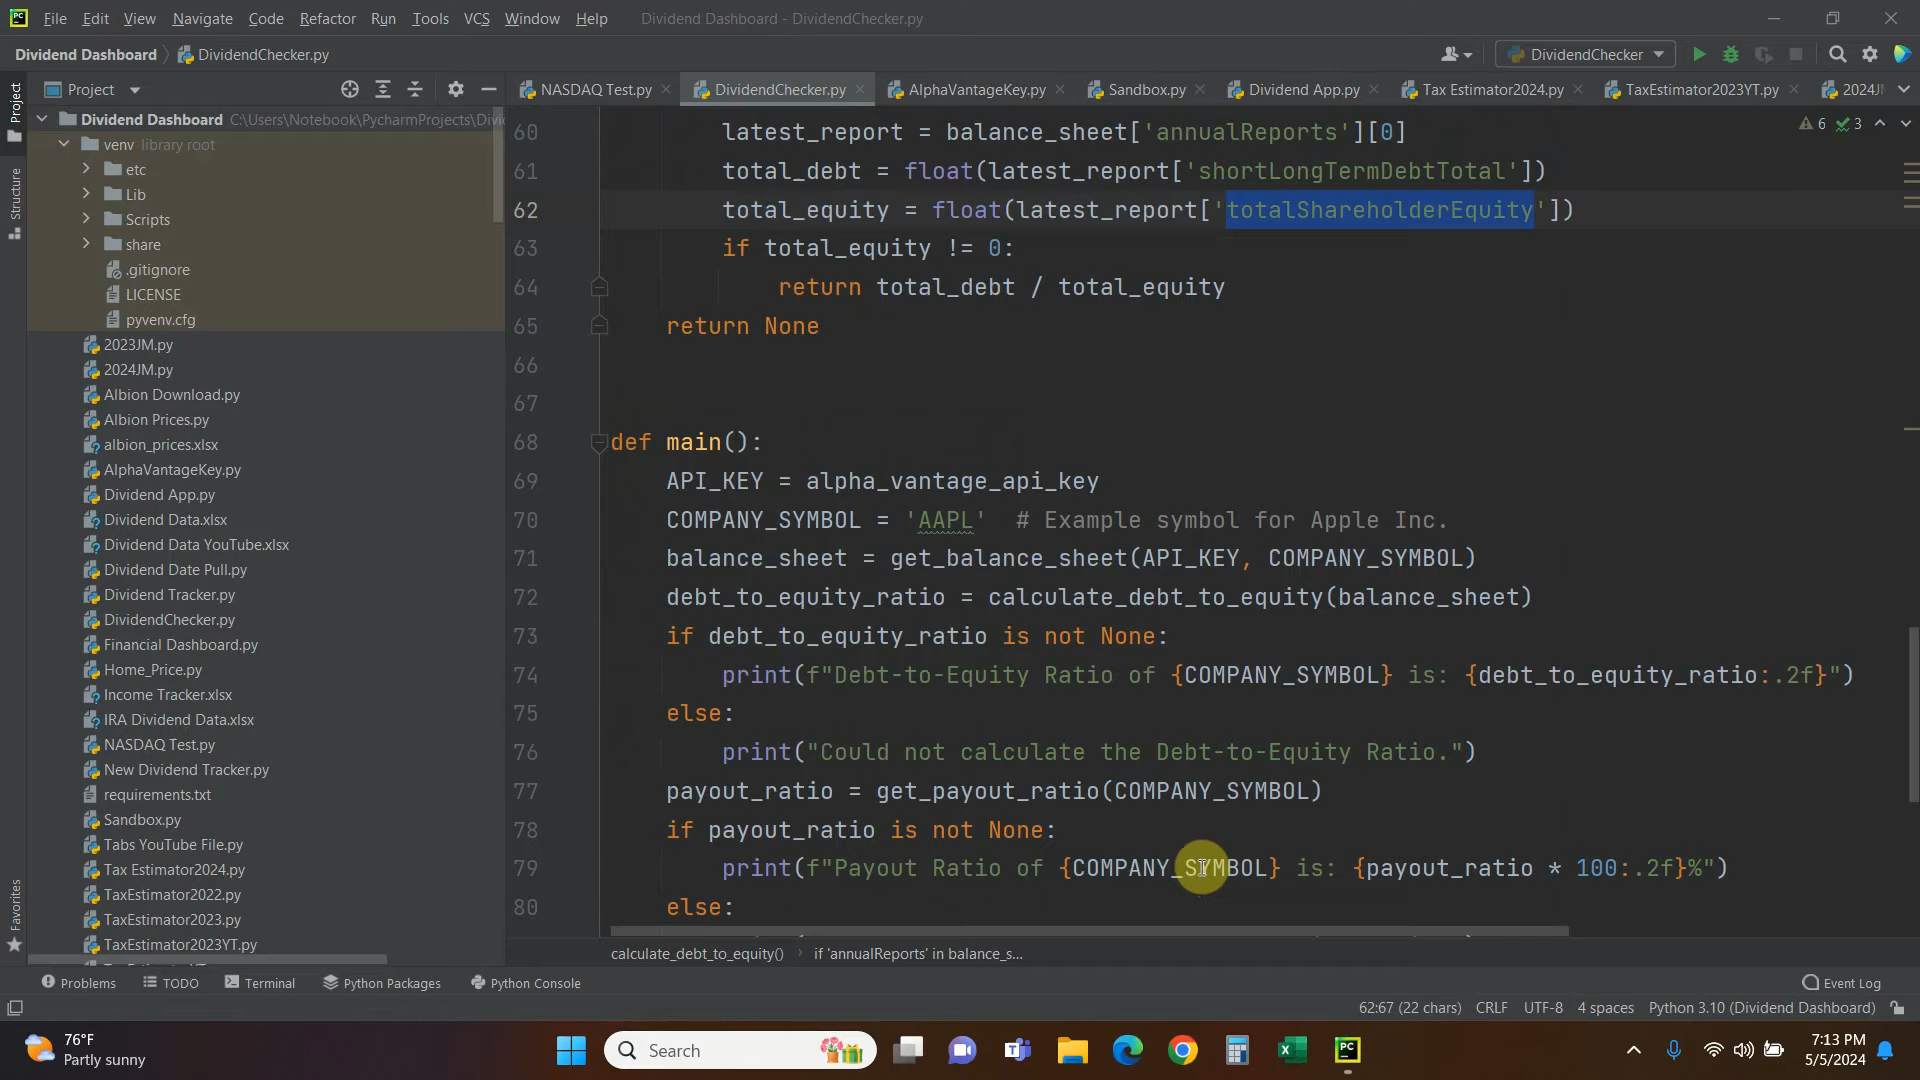 File Edit View Navigate Code Refactor Run Tools VCS Window Help Dividend Dashboard - DividendChecker.py
Dividend Dashboard DividendChecker.py DividendChecker
Project NASDAQ Test.py DividendChecker.py AlphaVantageKey.py Sandbox.py Dividend App.py Tax Estimator2024.py TaxEstimator2023YT.py 2024JM
Project
Structure
Favorites
Dividend Dashboard C:\Users\Notebook\PycharmProjects\Divi
venv library root
etc
Lib
Scripts
share
.gitignore
LICENSE
pyvenv.cfg
2023JM.py
2024JM.py
Albion Download.py
Albion Prices.py
albion_prices.xlsx
AlphaVantageKey.py
Dividend App.py
Dividend Data.xlsx
Dividend Data YouTube.xlsx
Dividend Date Pull.py
Dividend Tracker.py
DividendChecker.py
Financial Dashboard.py
Home_Price.py
Income Tracker.xlsx
IRA Dividend Data.xlsx
NASDAQ Test.py
New Dividend Tracker.py
requirements.txt
Sandbox.py
Tabs YouTube File.py
Tax Estimator2024.py
TaxEstimator2022.py
TaxEstimator2023.py
TaxEstimator2023YT.py
6 3
60 latest_report = balance_sheet['annualReports'][0]
61 total_debt = float(latest_report['shortLongTermDebtTotal'])
62 total_equity = float(latest_report['totalShareholderEquity'])
63 if total_equity != 0:
64 return total_debt / total_equity
65 return None
66
67
68 def main():
69 API_KEY = alpha_vantage_api_key
70 COMPANY_SYMBOL = 'AAPL' # Example symbol for Apple Inc.
71 balance_sheet = get_balance_sheet(API_KEY, COMPANY_SYMBOL)
72 debt_to_equity_ratio = calculate_debt_to_equity(balance_sheet)
73 if debt_to_equity_ratio is not None:
74 print(f"Debt-to-Equity Ratio of {COMPANY_SYMBOL} is: {debt_to_equity_ratio:.2f}")
75 else:
76 print("Could not calculate the Debt-to-Equity Ratio.")
77 payout_ratio = get_payout_ratio(COMPANY_SYMBOL)
78 if payout_ratio is not None:
79 print(f"Payout Ratio of {COMPANY_SYMBOL} is: {payout_ratio * 100:.2f}%")
80 else:
calculate_debt_to_equity() if 'annualReports' in balance_s...
Problems TODO Terminal Python Packages Python Console Event Log
62:67 (22 chars) CRLF UTF-8 4 spaces Python 3.10 (Dividend Dashboard)
76°F
Partly sunny
Search
7:13 PM
5/5/2024